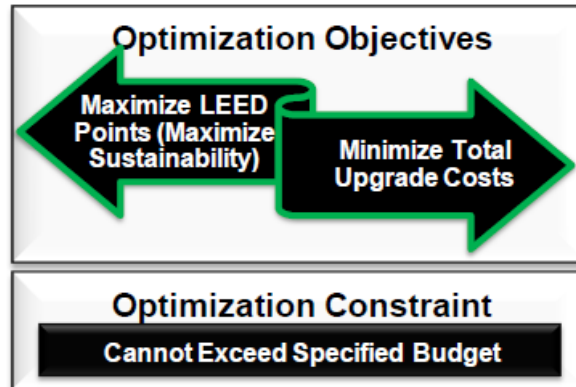 Optimization Objectives
Maximize LEED
Points (Maximize
Sustainability)
Minimize Total
Upgrade Costs
Optimization Constraint
Cannot Exceed Specified Budget